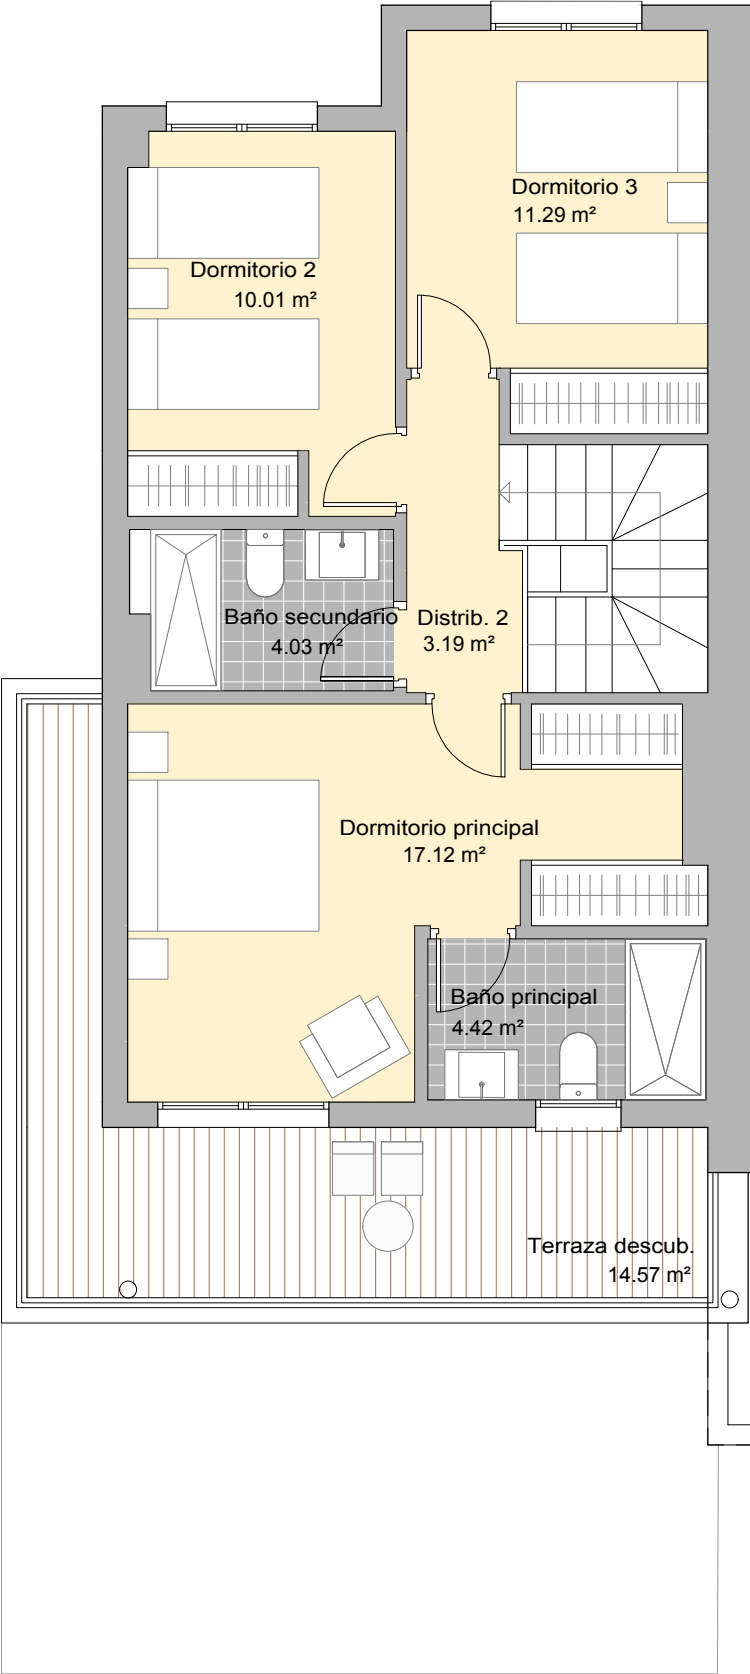 Dormitorio 3
11.29 m²
Dormitorio 2
10.01 m²
Baño secundario
4.03 m²
Distrib. 2
3.19 m²
Dormitorio principal
17.12 m²
Baño principal
4.42 m²
Terraza descub.
14.57 m²